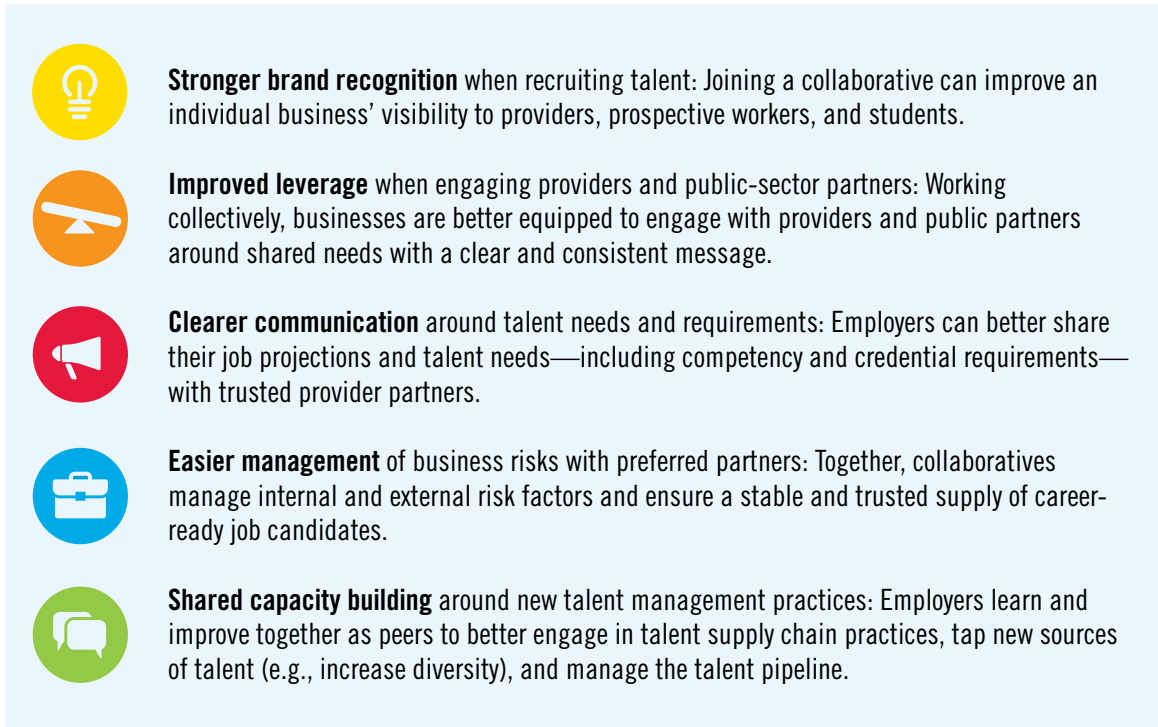 Stronger brand recognition when recruiting talent: Joining a collaborative can improve an
individual business’ visibility to providers, prospective workers, and students.
Improved leverage when engaging providers and public-sector partners: Working
collectively, businesses are better equipped to engage with providers and public partners
around shared needs with a clear and consistent message.
Clearer communication around talent needs and requirements: Employers can better share
their job projections and talent needs—including competency and credential requirements—
with trusted provider partners.
Easier management of business risks with preferred partners: Together, collaboratives
manage internal and external risk factors and ensure a stable and trusted supply of career-
ready job candidates.
Shared capacity building around new talent management practices: Employers learn and
improve together as peers to better engage in talent supply chain practices, tap new sources
of talent (e.g., increase diversity), and manage the talent pipeline.